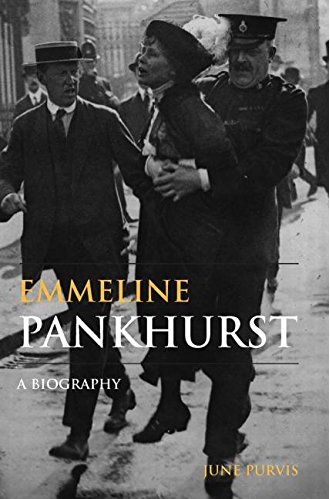 EMMELINE
PANKHURST
A BIOGRAPHY
JUNE PURVIS